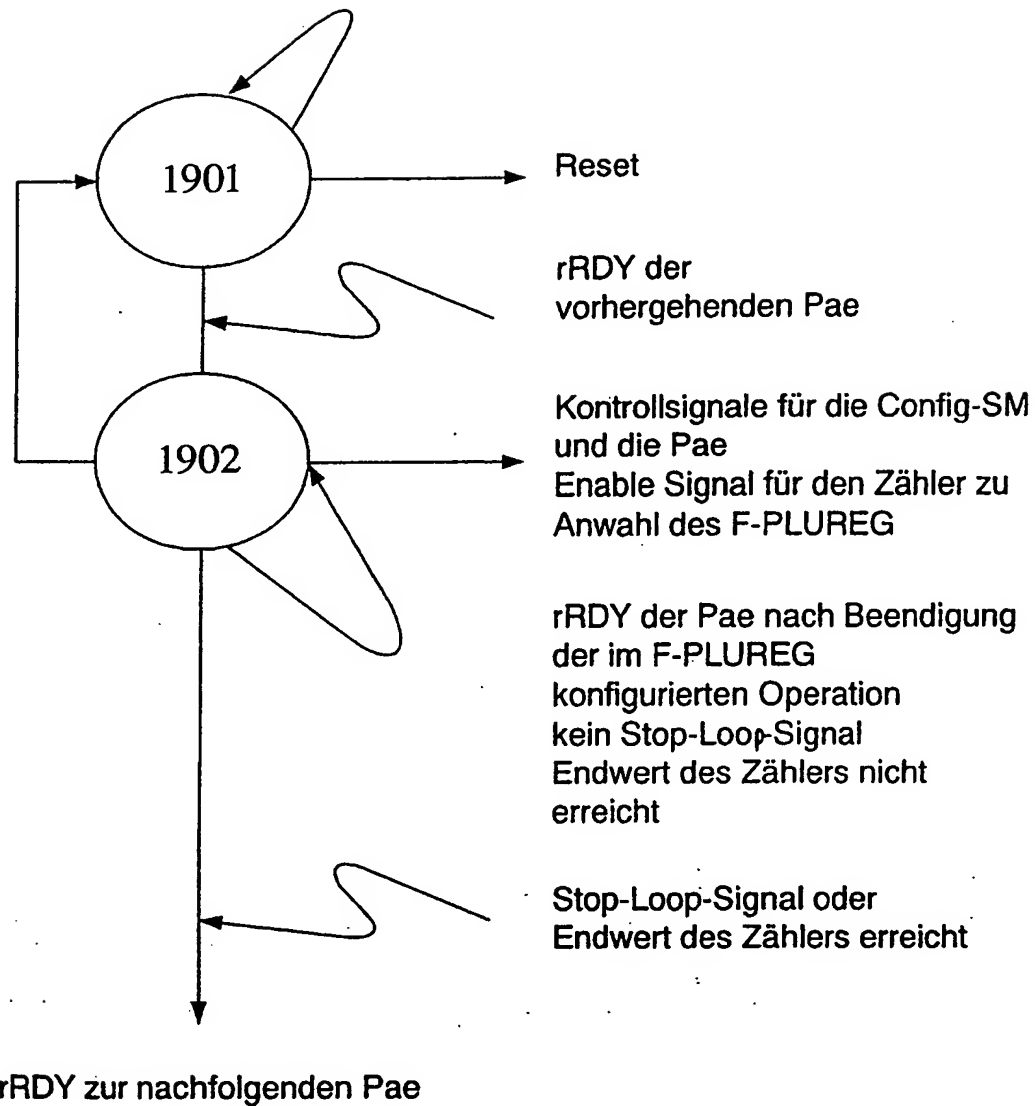 1901
Reset
rRDY der
vorhergehenden Pae
1902
Kontrollsignale für die Config-SM
und die Pae
Enable Signal für den Zähler zu
Anwahl des F-PLUREG
rRDY der Pae nach Beendigung
der im F-PLUREG
konfigurierten Operation
kein Stop-Loop-Signal
Endwert des Zählers nicht
erreicht
Stop-Loop-Signal oder
Endwert des Zählers erreicht
rRDY zur nachfolgenden Pae